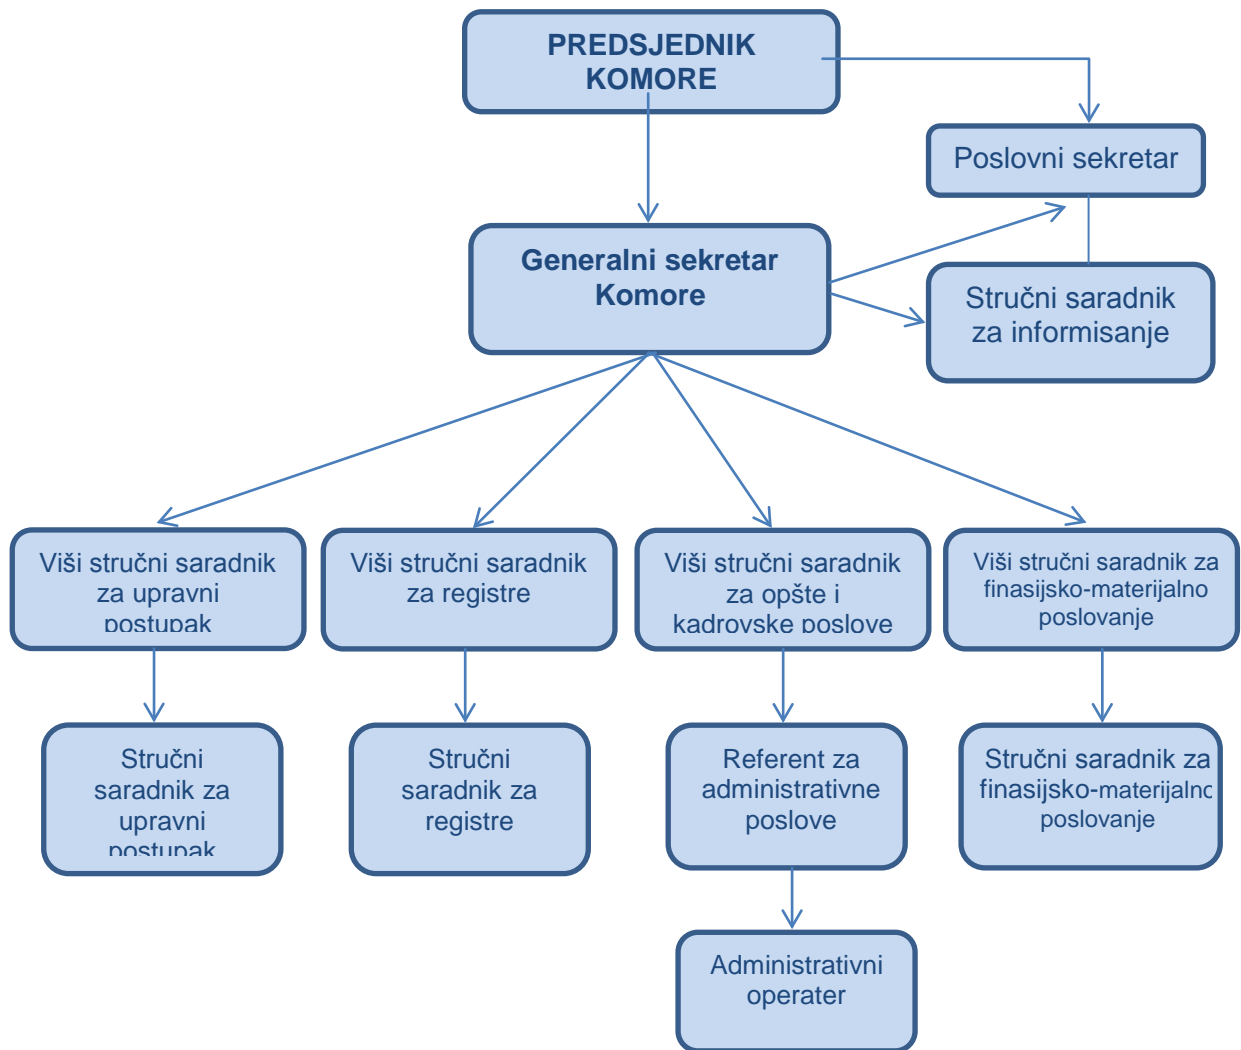 PREDSJEDNIK
KOMORE
Poslovni sekretar
Generalni sekretar
Komore
Stručni saradnik
za informisanje
Viši stručni saradnik
za upravni
postupak
Viši stručni saradnik
za registre
Viši stručni saradnik
za opšte i
kadrovske poslove
Viši stručni saradnik za
finasijsko-materijalno
poslovanje
Stručni
saradnik za
upravni
postupak
Stručni
saradnik za
registre
Referent za
administrativne
poslove
Stručni saradnik za
finasijsko-materijalno
poslovanje
Administrativni
operater